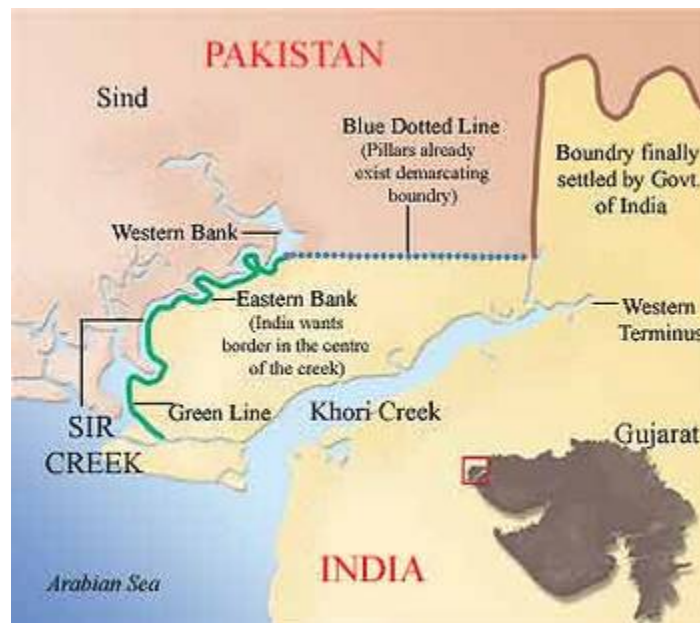 PAKISTAN
Sind
Blue Dotted Line
(Pillars already
exist demarcating
boundry)
Boundry finally
settled by Govt.
of India
Western Bank
Eastern Bank
(India wants
border in the centre
of the creek)
Western
Terminus
Green Line
Khori Creek
SIR
CREEK
Gujarat
INDIA
Arabian Sea